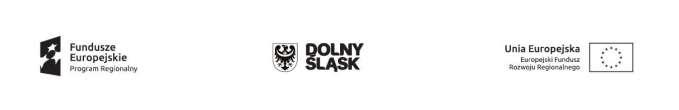 Fundusze
Europejskie
Program Regionalny
DOLNY
ŚLĄSK
Unia Europejska
Europejski Fundusz
Rozwoju Regionalnego